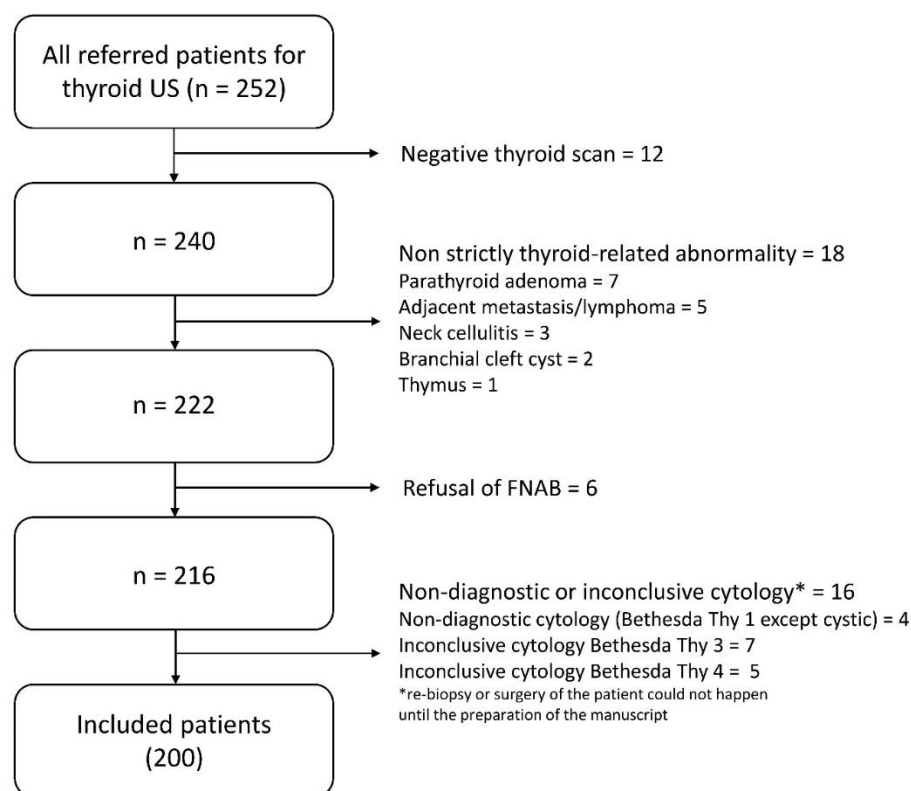 All referred patients for
thyroid US (n = 252)
Negative thyroid scan = 12
n = 240
Non strictly thyroid-related abnormality = 18
Parathyroid adenoma = 7
Adjacent metastasis/lymphoma = 5
Neck cellulitis = 3
Branchial cleft cyst = 2
Thymus = 1
n = 222
Refusal of FNAB = 6
n = 216
Non-diagnostic or inconclusive cytology* = 16
Non-diagnostic cytology (Bethesda Thy 1 except cystic) = 4
Inconclusive cytology Bethesda Thy 3 = 7
Inconclusive cytology Bethesda Thy 4 =  5
*re-biopsy or surgery of the patient could not happen
until the preparation of the manuscript
Included patients
(200)